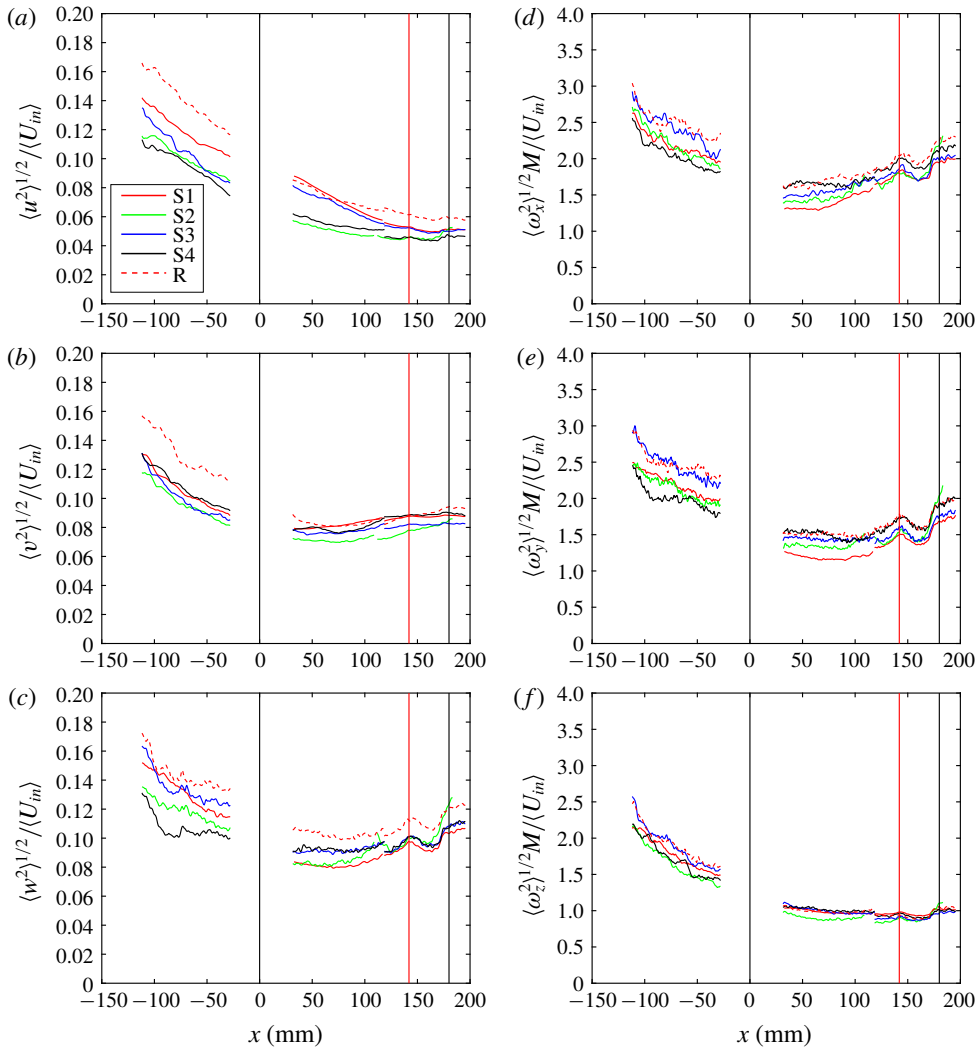 (a)
0.20
0.18
0.16
0.14
0.12
0.10
0.08
0.06
0.04
0.02
0
⟨u²⟩¹/²/⟨U_in⟩
S1
S2
S3
S4
R
−150 −100 −50 0 50 100 150 200
(b)
0.20
0.18
0.16
0.14
0.12
0.10
0.08
0.06
0.04
0.02
0
⟨v²⟩¹/²/⟨U_in⟩
−150 −100 −50 0 50 100 150 200
(c)
0.20
0.18
0.16
0.14
0.12
0.10
0.08
0.06
0.04
0.02
0
⟨w²⟩¹/²/⟨U_in⟩
−150 −100 −50 0 50 100 150 200
x (mm)
(d)
4.0
3.5
3.0
2.5
2.0
1.5
1.0
0.5
0
⟨ω_x²⟩¹/²M/⟨U_in⟩
−150 −100 −50 0 50 100 150 200
(e)
4.0
3.5
3.0
2.5
2.0
1.5
1.0
0.5
0
⟨ω_y²⟩¹/²M/⟨U_in⟩
−150 −100 −50 0 50 100 150 200
(f)
4.0
3.5
3.0
2.5
2.0
1.5
1.0
0.5
0
⟨ω_z²⟩¹/²M/⟨U_in⟩
−150 −100 −50 0 50 100 150 200
x (mm)